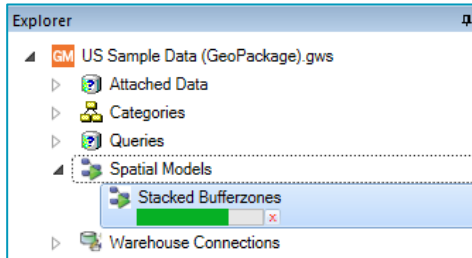 Explorer
GM US Sample Data (GeoPackage).gws
Attached Data
Categories
Queries
Spatial Models
Stacked Bufferzones
x
Warehouse Connections